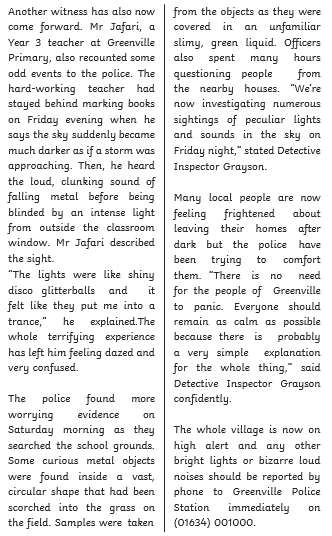 Another witness has also now
come forward. Mr Jafari, a
Year 3 teacher at Greenville
Primary, also recounted some
odd events to the police. The
hard-working teacher had
stayed behind marking books
on Friday evening when he
says the sky suddenly became
much darker as if a storm was
approaching. Then, he heard
the loud, clunking sound of
falling metal before being
blinded by an intense light
from outside the classroom
window. Mr Jafari described
the sight.
“The lights were like shiny
disco glitterballs and it
felt like they put me into a
trance,” he explained.The
whole terrifying experience
has left him feeling dazed and
very confused.

The police found more
worrying evidence on
Saturday morning as they
searched the school grounds.
Some curious metal objects
were found inside a vast,
circular shape that had been
scorched into the grass on
the field. Samples were taken
from the objects as they were
covered in an unfamiliar
slimy, green liquid. Officers
also spent many hours
questioning people from
the nearby houses. “We’re
now investigating numerous
sightings of peculiar lights
and sounds in the sky on
Friday night,” stated Detective
Inspector Grayson.

Many local people are now
feeling frightened about
leaving their homes after
dark but the police have
been trying to comfort
them. “There is no need
for the people of Greenville
to panic. Everyone should
remain as calm as possible
because there is probably
a very simple explanation
for the whole thing,” said
Detective Inspector Grayson
confidently.

The whole village is now on
high alert and any other
bright lights or bizarre loud
noises should be reported by
phone to Greenville Police
Station immediately on
(01634) 001000.